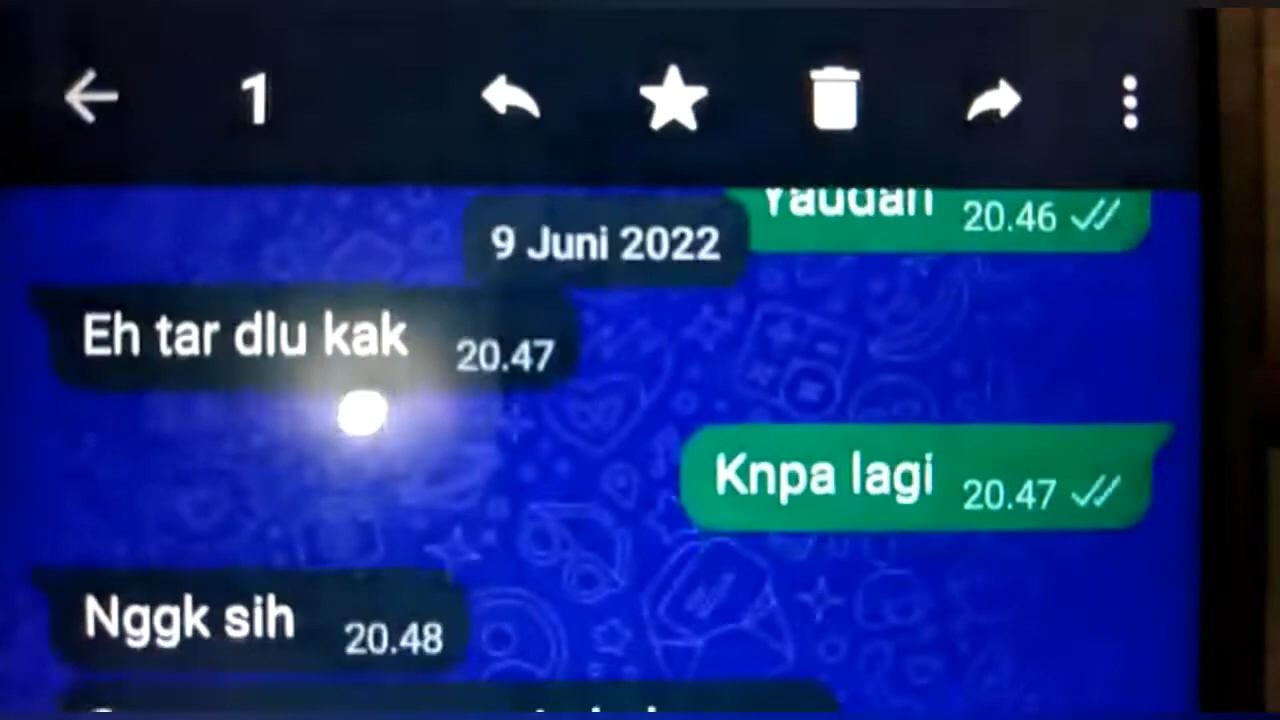 1
Yaudah 20.46
9 Juni 2022
Eh tar dlu kak 20.47
Knpa lagi 20.47
Nggk sih 20.48